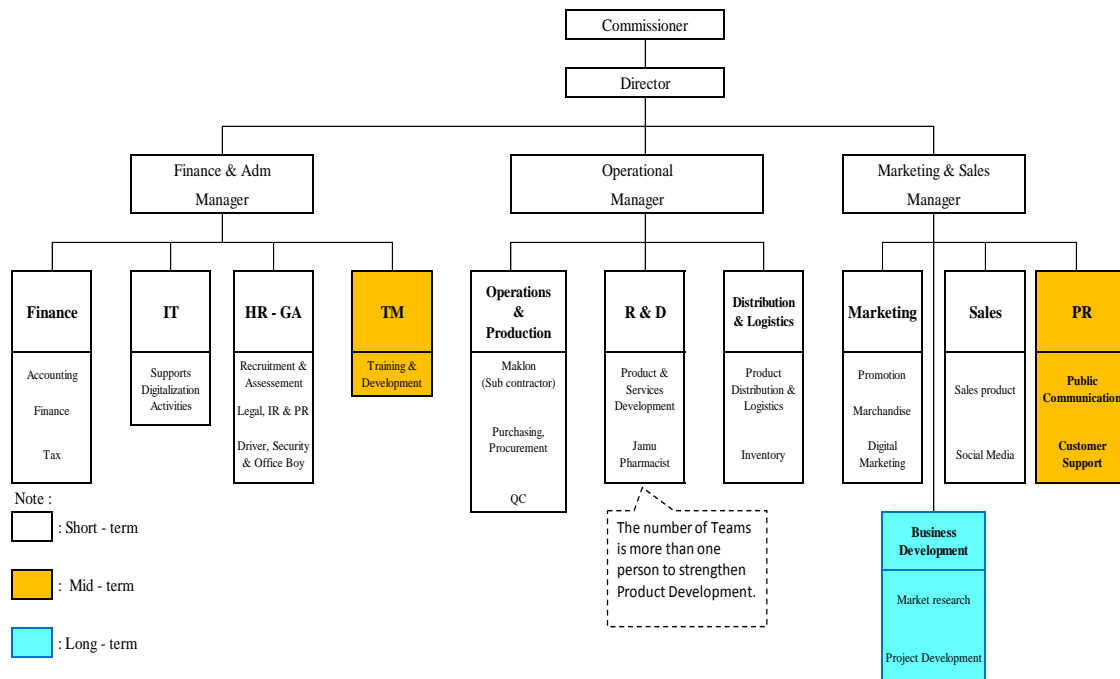 Commissioner
Director
Finance & Adm
Manager
Operational
Manager
Marketing & Sales
Manager
Finance
Accounting
Finance
Tax
IT
Supports
Digitalization
Activities
HR - GA
Recruitment &
Assessement
Legal, IR & PR
Driver, Security
& Office Boy
TM
Training &
Development
Operations
&
Production
Maklon
(Sub contractor)
Purchasing,
Procurement
QC
R & D
Product &
Services
Development
Jamu
Pharmacist
Distribution
& Logistics
Product
Distribution &
Logistics
Inventory
Marketing
Promotion
Marchandise
Digital
Marketing
Sales
Sales product
Social Media
PR
Public
Communication
Customer
Support
The number of Teams
is more than one
person to strengthen
Product Development.
Business
Development
Market research
Project Development
Note :
: Short - term
: Mid - term
: Long - term